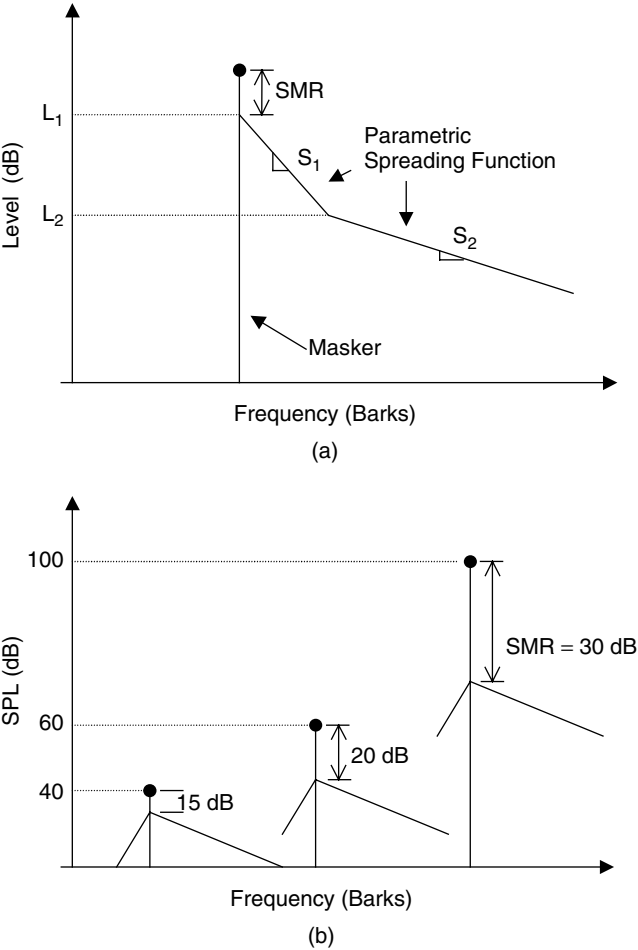 SMR
L1
S1
Parametric
Spreading Function
L2
S2
Level (dB)
Masker
Frequency (Barks)
(a)
100
SMR = 30 dB
SPL (dB)
60
20 dB
40
15 dB
Frequency (Barks)
(b)